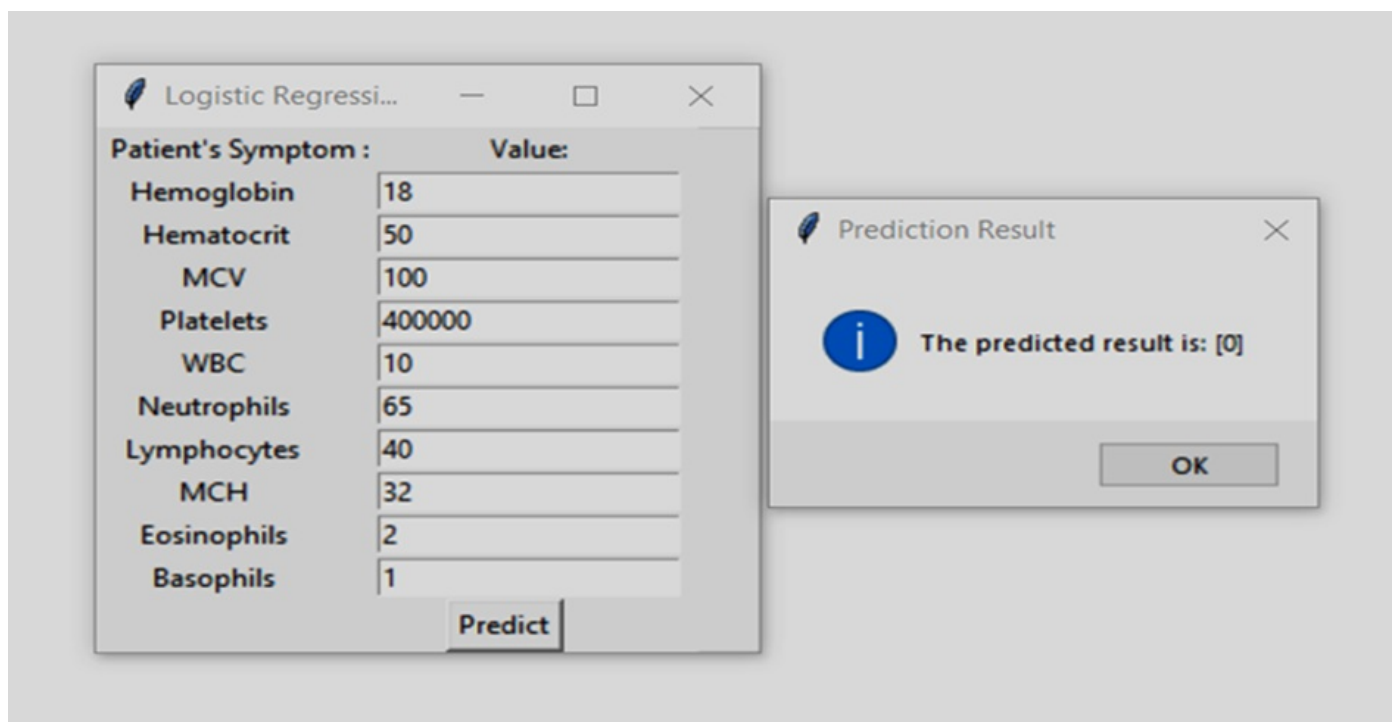 Logistic Regressi...
Patient's Symptom : Value:
Hemoglobin 18
Hematocrit 50
MCV 100
Platelets 400000
WBC 10
Neutrophils 65
Lymphocytes 40
MCH 32
Eosinophils 2
Basophils 1
Predict
Prediction Result
i
The predicted result is: [0]
OK